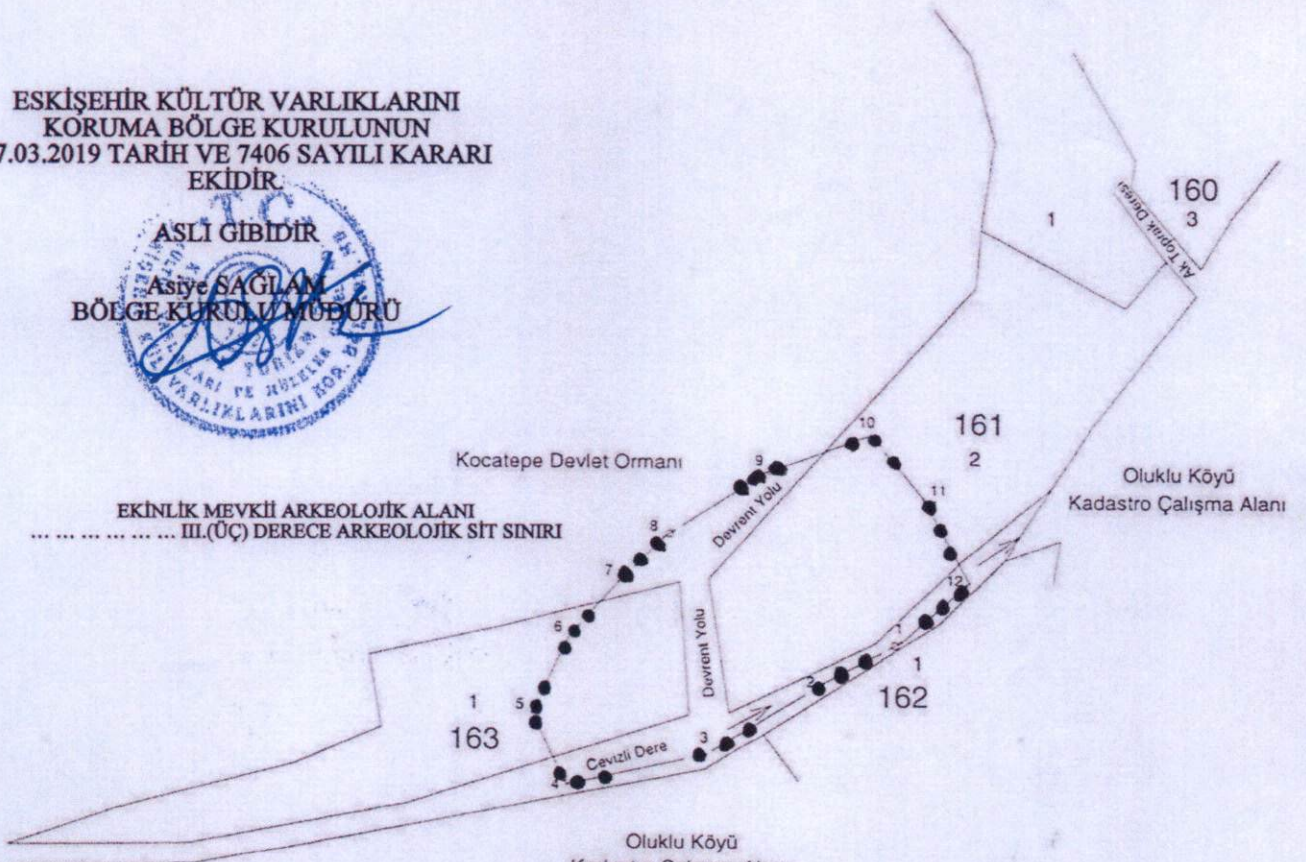 ESKİŞEHİR KÜLTÜR VARLIKLARINI
KORUMA BÖLGE KURULUNUN
7.03.2019 TARİH VE 7406 SAYILI KARARI
EKİDİR.
T.C.
ASLI GİBİDİR
Asiye SAĞLAM
BÖLGE KURULU MÜDÜRÜ
160
3
1
Ak Toprak Deresi
161
2
Kocatepe Devlet Ormanı
Oluklu Köyü
Kadastro Çalışma Alanı
EKİNLİK MEVKİİ ARKEOLOJİK ALANI
... ... ... ... ... ... III.(ÜÇ) DERECE ARKEOLOJİK SİT SINIRI
10
9
8
7
6
5
4
3
2
1
12
11
Devrent Yolu
Devrent Yolu
1
163
1
162
Cevizli Dere
Oluklu Köyü